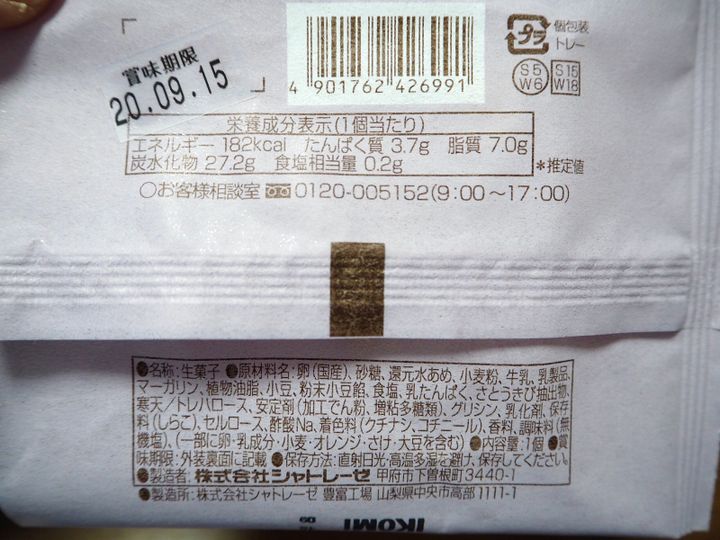 賞味期限
20.09.15
4 901762 426991
プラ
個包装
トレー
S5
W6
S15
W18
栄養成分表示(1個当たり)
エネルギー 182kcal たんぱく質 3.7g 脂質 7.0g
炭水化物 27.2g 食塩相当量 0.2g
*推定値
○お客様相談室 0120-005152(9:00～17:00)
●名称:生菓子 ●原材料名:卵(国産)、砂糖、還元水あめ、小麦粉、牛乳、乳製品、
マーガリン、植物油脂、小豆、粉末小豆餡、食塩、乳たんぱく、さとうきび抽出物、
寒天／トレハロース、安定剤(加工でん粉、増粘多糖類)、グリシン、乳化剤、保存
料(しらこ)、セルロース、酢酸Na、着色料(クチナシ、コチニール)、香料、調味料(無
機塩)、(一部に卵・乳成分・小麦・オレンジ・さけ・大豆を含む) ●内容量:1個 ●賞
味期限:外装裏面に記載 ●保存方法:直射日光・高温多湿を避け、保存してください。
●製造者:株式会社シャトレーゼ 甲府市下曽根町3440-1
●製造所:株式会社シャトレーゼ 豊富工場 山梨県中央市高部1111-1
IKOMI